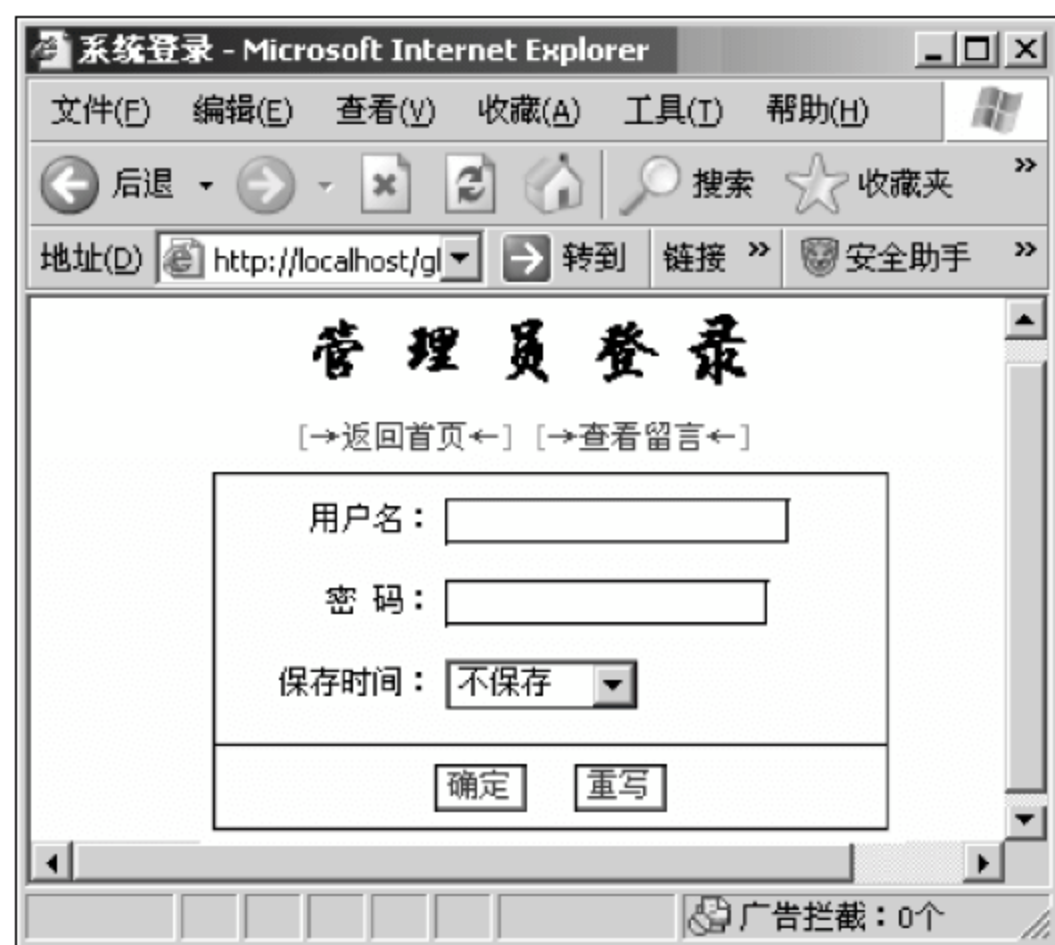 系统登录 - Microsoft Internet Explorer
文件(F) 编辑(E) 查看(V) 收藏(A) 工具(T) 帮助(H)
后退 搜索 收藏夹 »
地址(D) http://localhost/gl 转到 链接 » 安全助手 »
管理员登录
[→返回首页←] [→查看留言←]
用户名：
密 码：
保存时间： 不保存
确定 重写
广告拦截：0个